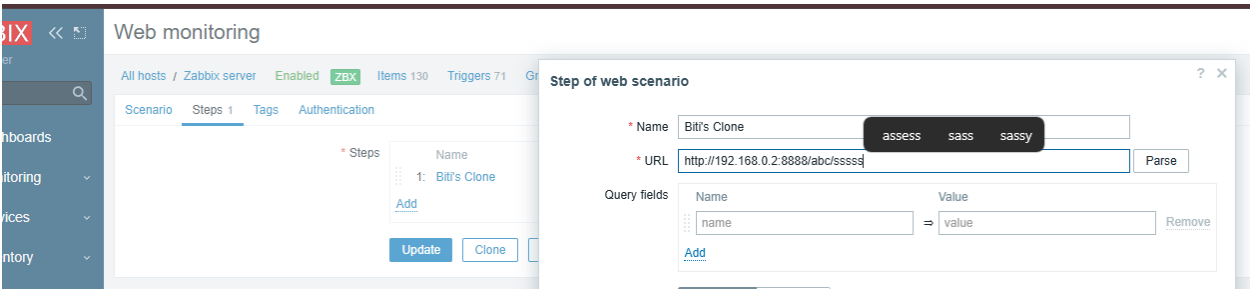 BIX
Web monitoring
er
All hosts / Zabbix server Enabled ZBX Items 130 Triggers 71 Gr
Scenario Steps 1 Tags Authentication
hboards
itoring
vices
ntory
* Steps
Name
1: Biti's Clone
Add
Update Clone
Step of web scenario
? ×
* Name Biti's Clone
assess sass sassy
* URL http://192.168.0.2:8888/abc/sssss Parse
Query fields
Name Value
name ⇒ value Remove
Add